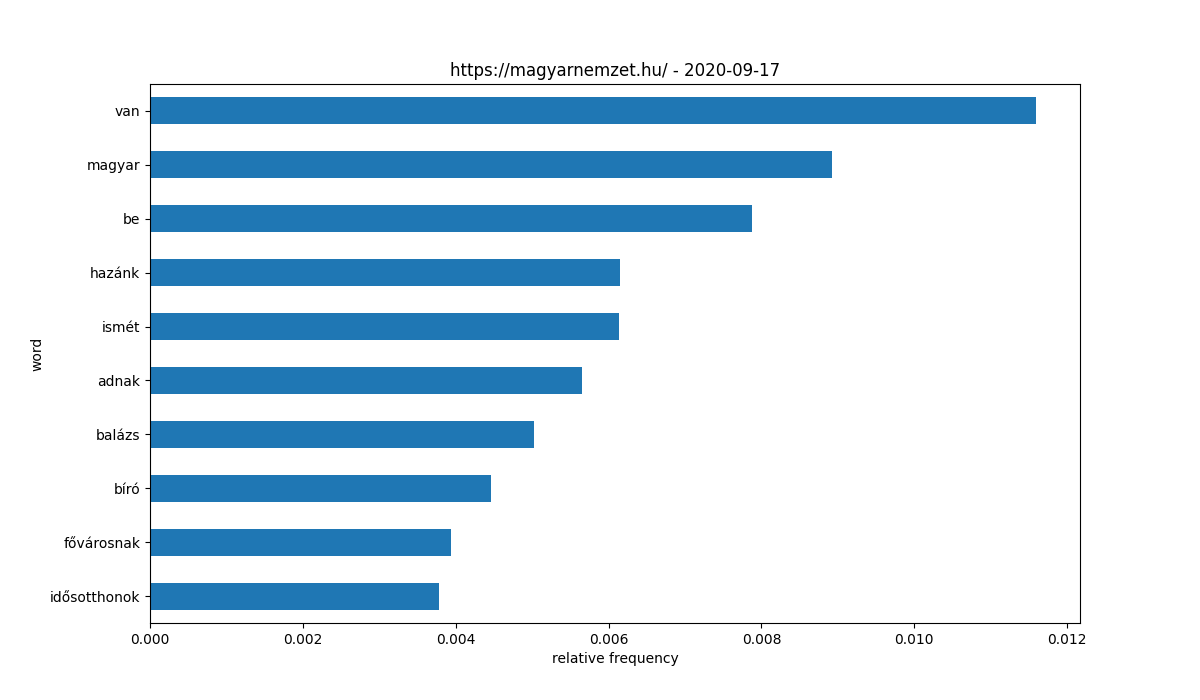 https://magyarnemzet.hu/ - 2020-09-17
van
magyar
be
hazánk
ismét
adnak
balázs
bíró
fővárosnak
idősotthonok
word
0.000 0.002 0.004 0.006 0.008 0.010 0.012
relative frequency